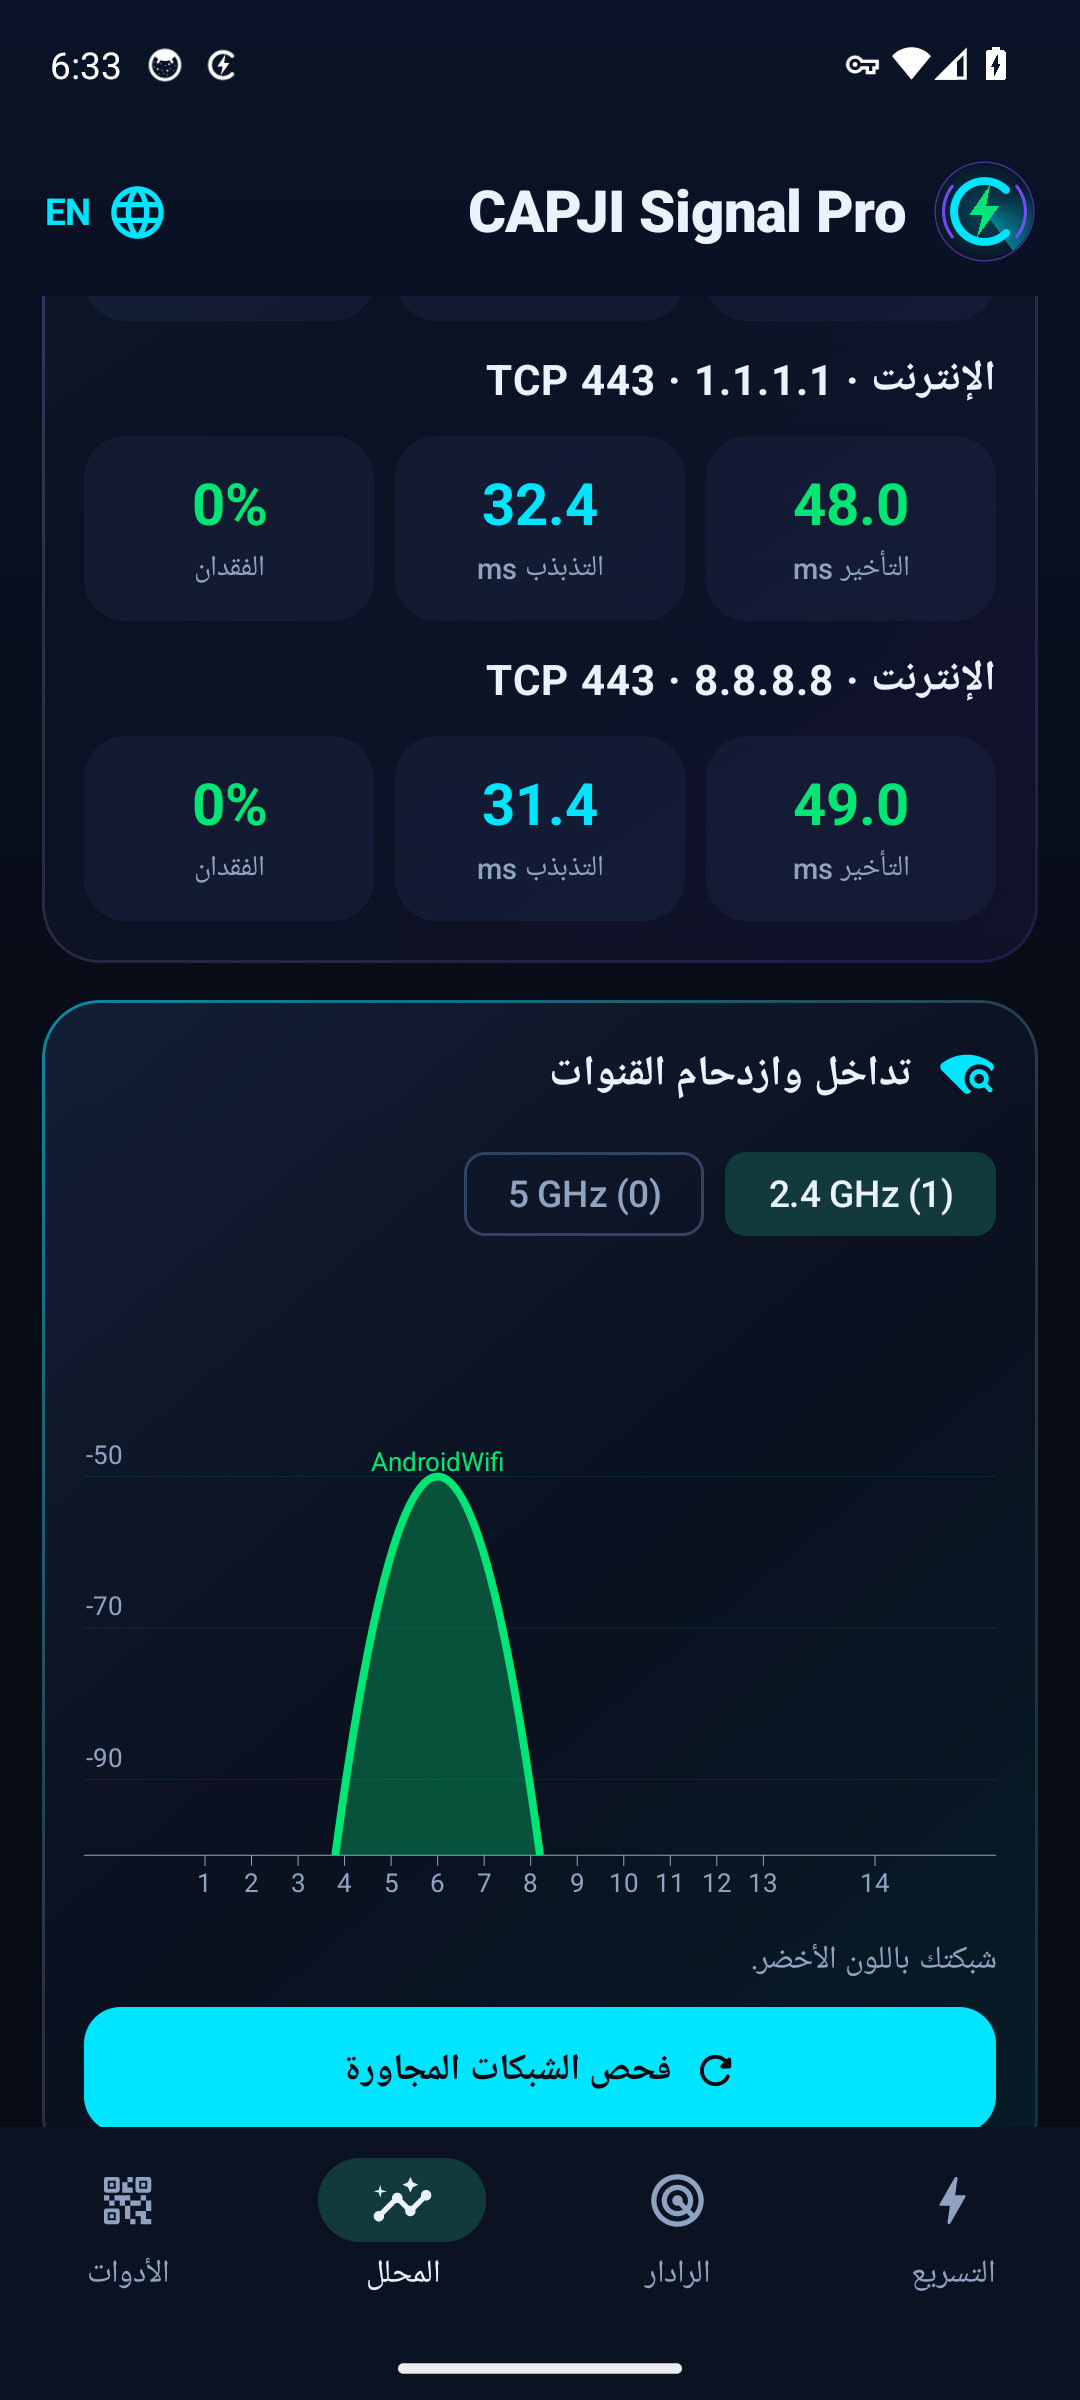 6:33
CAPJI Signal Pro
EN
الإنترنت · 1.1.1.1 · TCP 443
48.0
التأخير ms
32.4
التذبذب ms
0%
الفقدان
الإنترنت · 8.8.8.8 · TCP 443
49.0
التأخير ms
31.4
التذبذب ms
0%
الفقدان
تداخل وازدحام القنوات
2.4 GHz (1)
5 GHz (0)
-50
AndroidWifi
-70
-90
1 2 3 4 5 6 7 8 9 10 11 12 13 14
شبكتك باللون الأخضر.
فحص الشبكات المجاورة
التسريع
الرادار
المحلل
الأدوات